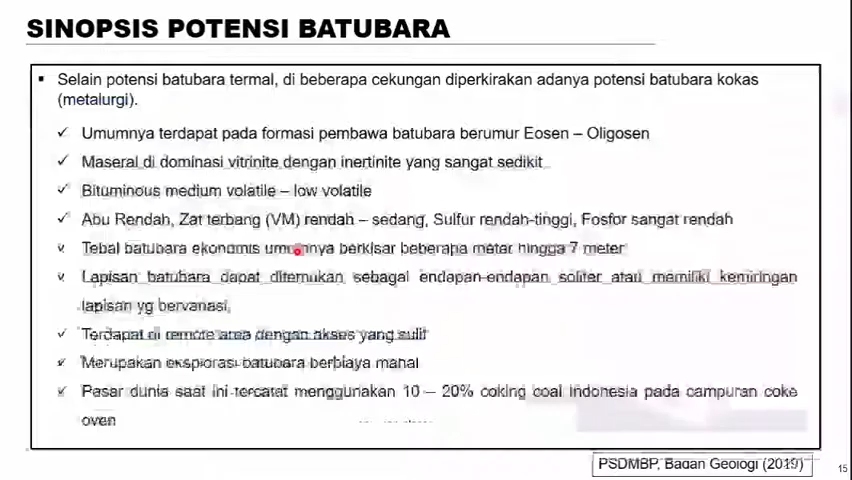 SINOPSIS POTENSI BATUBARA
▪ Selain potensi batubara termal, di beberapa cekungan diperkirakan adanya potensi batubara kokas
(metalurgi).
✓ Umumnya terdapat pada formasi pembawa batubara berumur Eosen – Oligosen
✓ Maseral di dominasi vitrinite dengan inertinite yang sangat sedikit
✓ Bituminous medium volatile – low volatile
✓ Abu Rendah, Zat terbang (VM) rendah – sedang, Sulfur rendah-tinggi, Fosfor sangat rendah
✓ Tebal batubara ekonomis umumnya berkisar beberapa meter hingga 7 meter
✓ Lapisan batubara dapat ditemukan sebagai endapan-endapan soliter atau memiliki kemiringan
lapisan yg bervariasi,
✓ Terdapat di remote area dengan akses yang sulit
✓ Merupakan eksplorasi batubara berbiaya mahal
✓ Pasar dunia saat ini tercatat menggunakan 10 – 20% coking coal Indonesia pada campuran coke
oven
PSDMBP, Badan Geologi (2019)
15